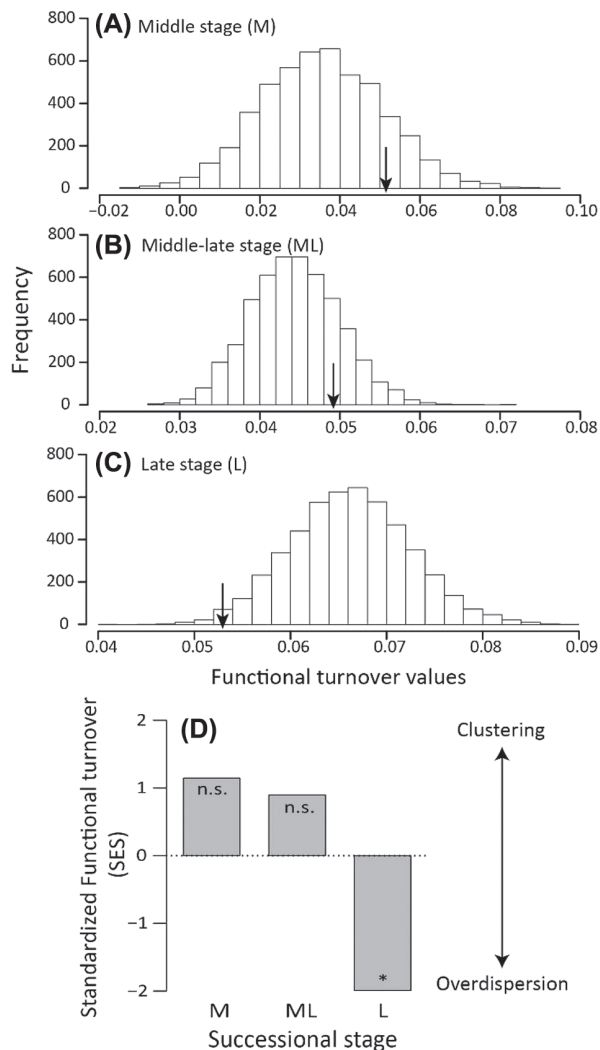 (A) Middle stage (M)
800
600
400
200
0
−0.02 0.00 0.02 0.04 0.06 0.08 0.10
(B) Middle-late stage (ML)
800
600
400
200
0
0.02 0.03 0.04 0.05 0.06 0.07 0.08
Frequency
(C) Late stage (L)
800
600
400
200
0
0.04 0.05 0.06 0.07 0.08 0.09
Functional turnover values
(D)
Standardized Functional turnover
(SES)
2
1
0
−1
−2
n.s.
n.s.
*
M ML L
Successional stage
Clustering
Overdispersion